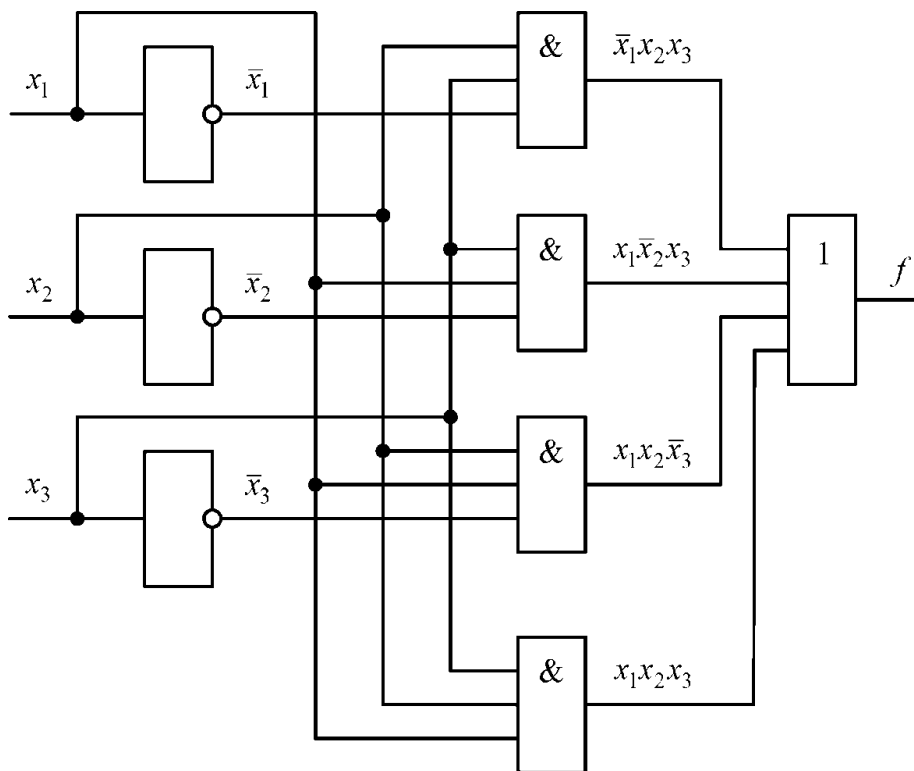 & x̄₁x₂x₃
x₁ x̄₁
& x₁x̄₂x₃ 1 f
x₂ x̄₂
& x₁x₂x̄₃
x₃ x̄₃
& x₁x₂x₃